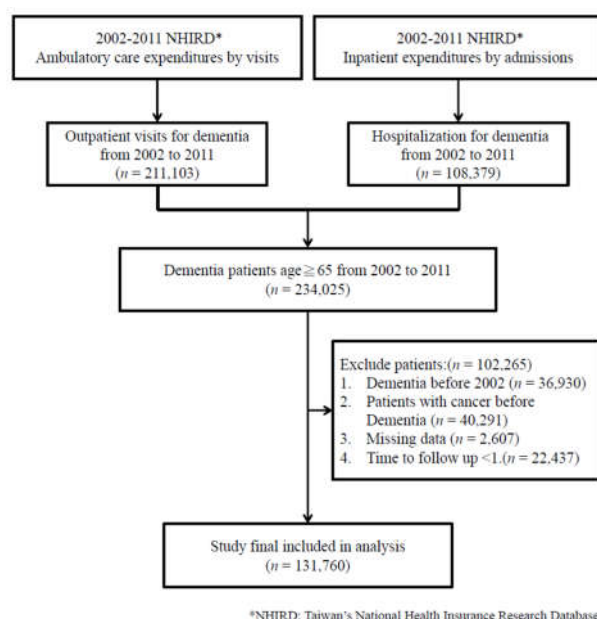 2002-2011 NHIRD*
Ambulatory care expenditures by visits
2002-2011 NHIRD*
Inpatient expenditures by admissions
Outpatient visits for dementia
from 2002 to 2011
(n = 211,103)
Hospitalization for dementia
from 2002 to 2011
(n = 108,379)
Dementia patients age≧65 from 2002 to 2011
(n = 234,025)
Exclude patients:(n = 102,265)
1. Dementia before 2002 (n = 36,930)
2. Patients with cancer before
Dementia (n = 40,291)
3. Missing data (n = 2,607)
4. Time to follow up <1.(n = 22,437)
Study final included in analysis
(n = 131,760)
*NHIRD: Taiwan's National Health Insurance Research Database